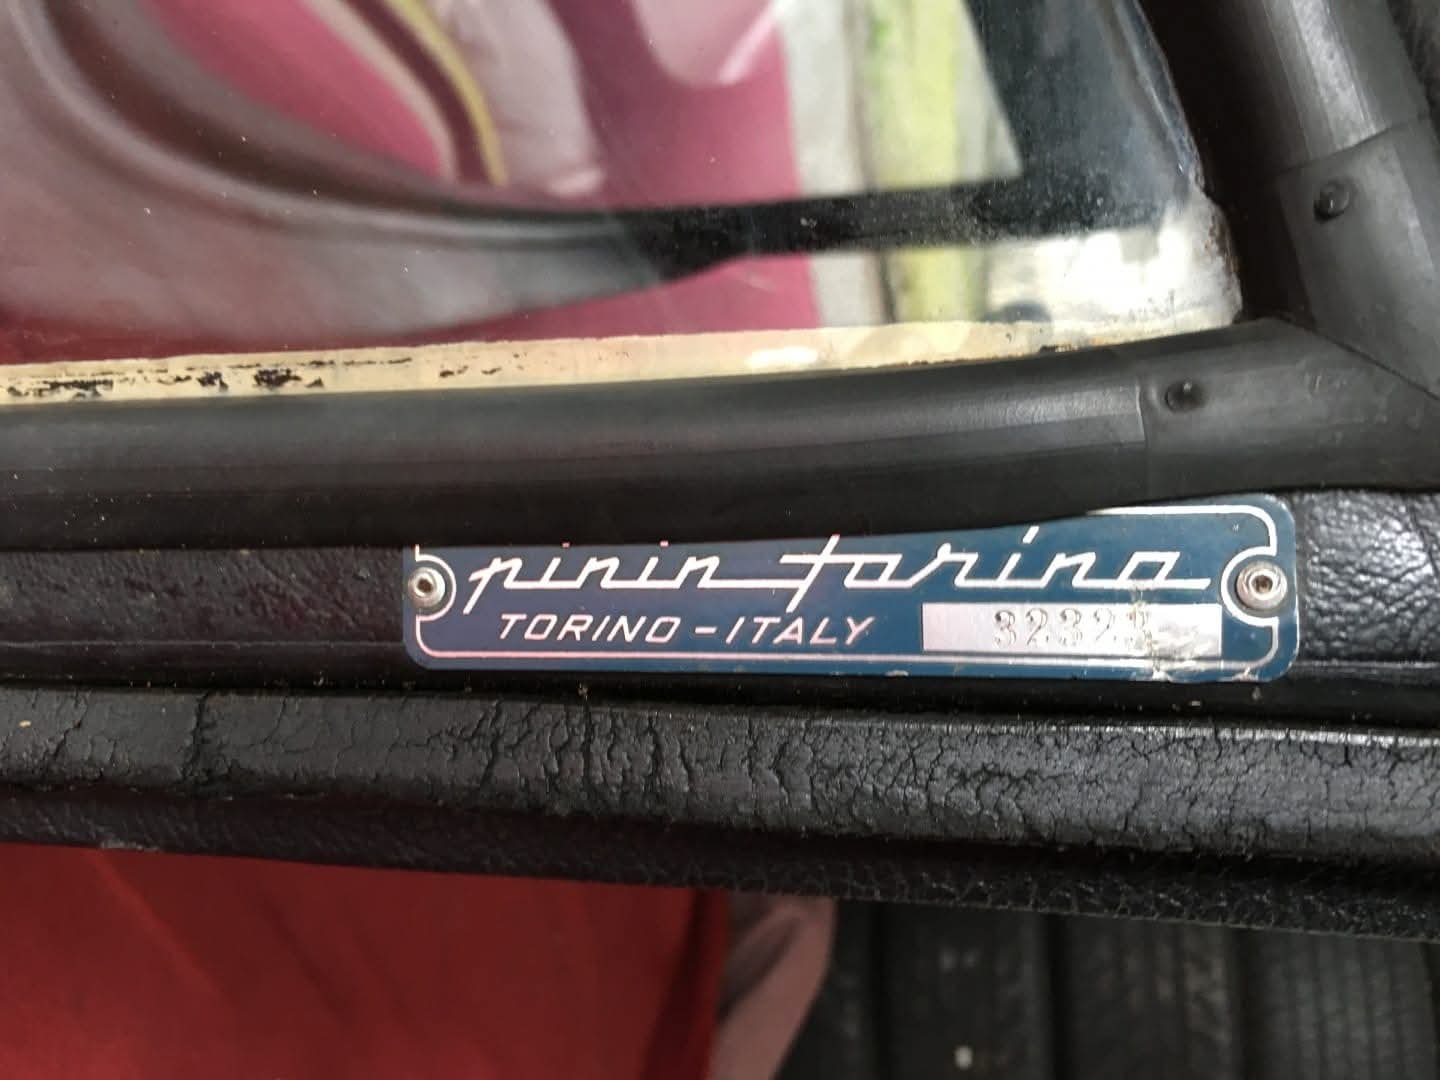 pinin farina
TORINO - ITALY